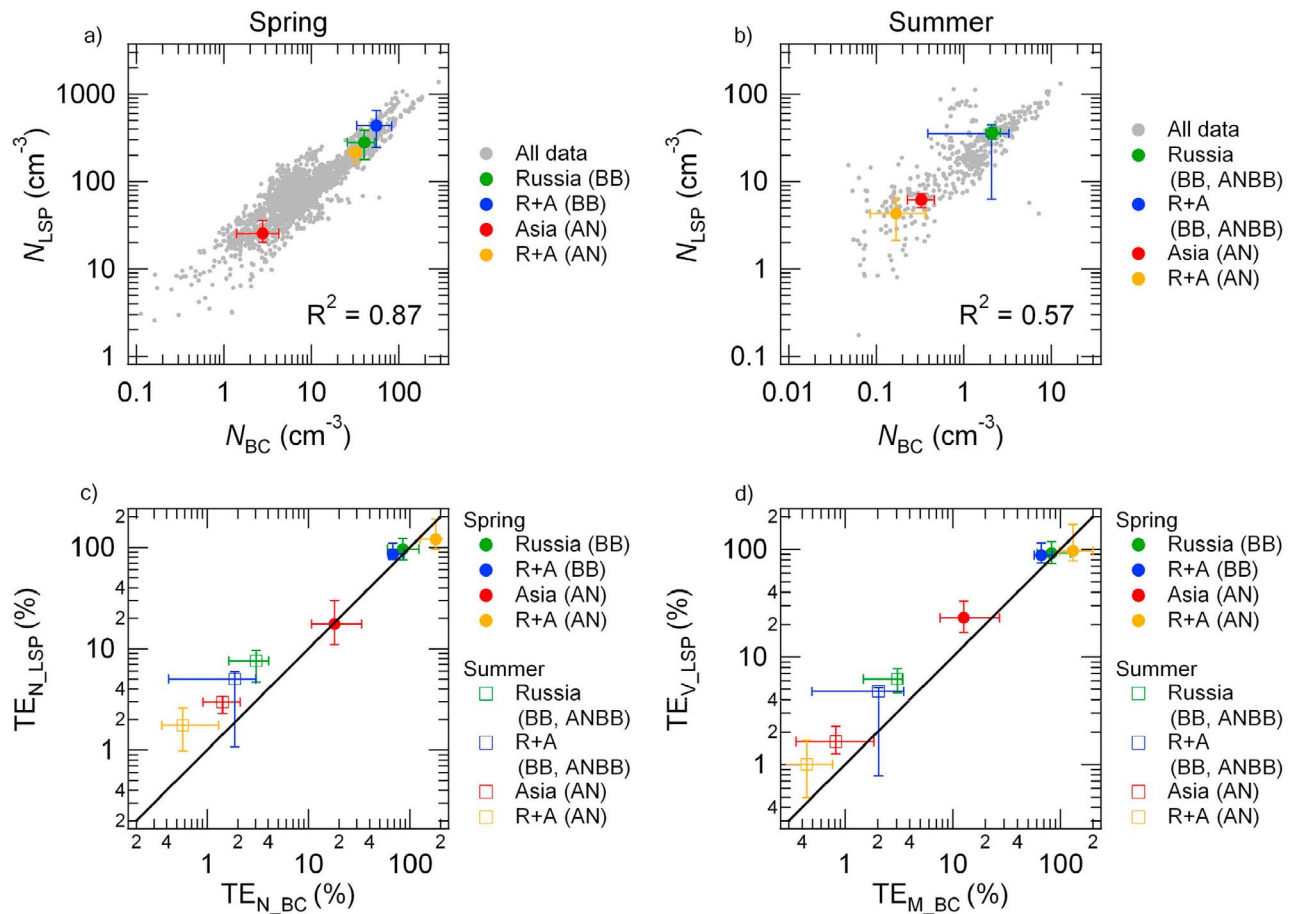 Spring
a)
1000
100
10
1
N_LSP (cm^-3)
0.1 1 10 100
N_BC (cm^-3)
R^2 = 0.87
All data
Russia (BB)
R+A (BB)
Asia (AN)
R+A (AN)
Summer
b)
100
10
1
0.1
N_LSP (cm^-3)
0.01 0.1 1 10
N_BC (cm^-3)
R^2 = 0.57
All data
Russia
(BB, ANBB)
R+A
(BB, ANBB)
Asia (AN)
R+A (AN)
c)
2
100
4
2
10
4
2
1
4
2
TE_N_LSP (%)
2 4 1 2 4 10 2 4 100 2
TE_N_BC (%)
Spring
Russia (BB)
R+A (BB)
Asia (AN)
R+A (AN)
Summer
Russia
(BB, ANBB)
R+A
(BB, ANBB)
Asia (AN)
R+A (AN)
d)
2
100
4
2
10
4
2
1
4
TE_V_LSP (%)
4 1 2 4 10 2 4 100 2
TE_M_BC (%)
Spring
Russia (BB)
R+A (BB)
Asia (AN)
R+A (AN)
Summer
Russia
(BB, ANBB)
R+A
(BB, ANBB)
Asia (AN)
R+A (AN)